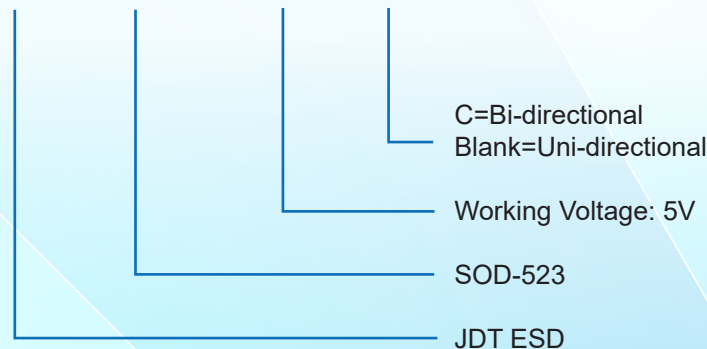 C=Bi-directional
Blank=Uni-directional
Working Voltage: 5V
SOD-523
JDT ESD